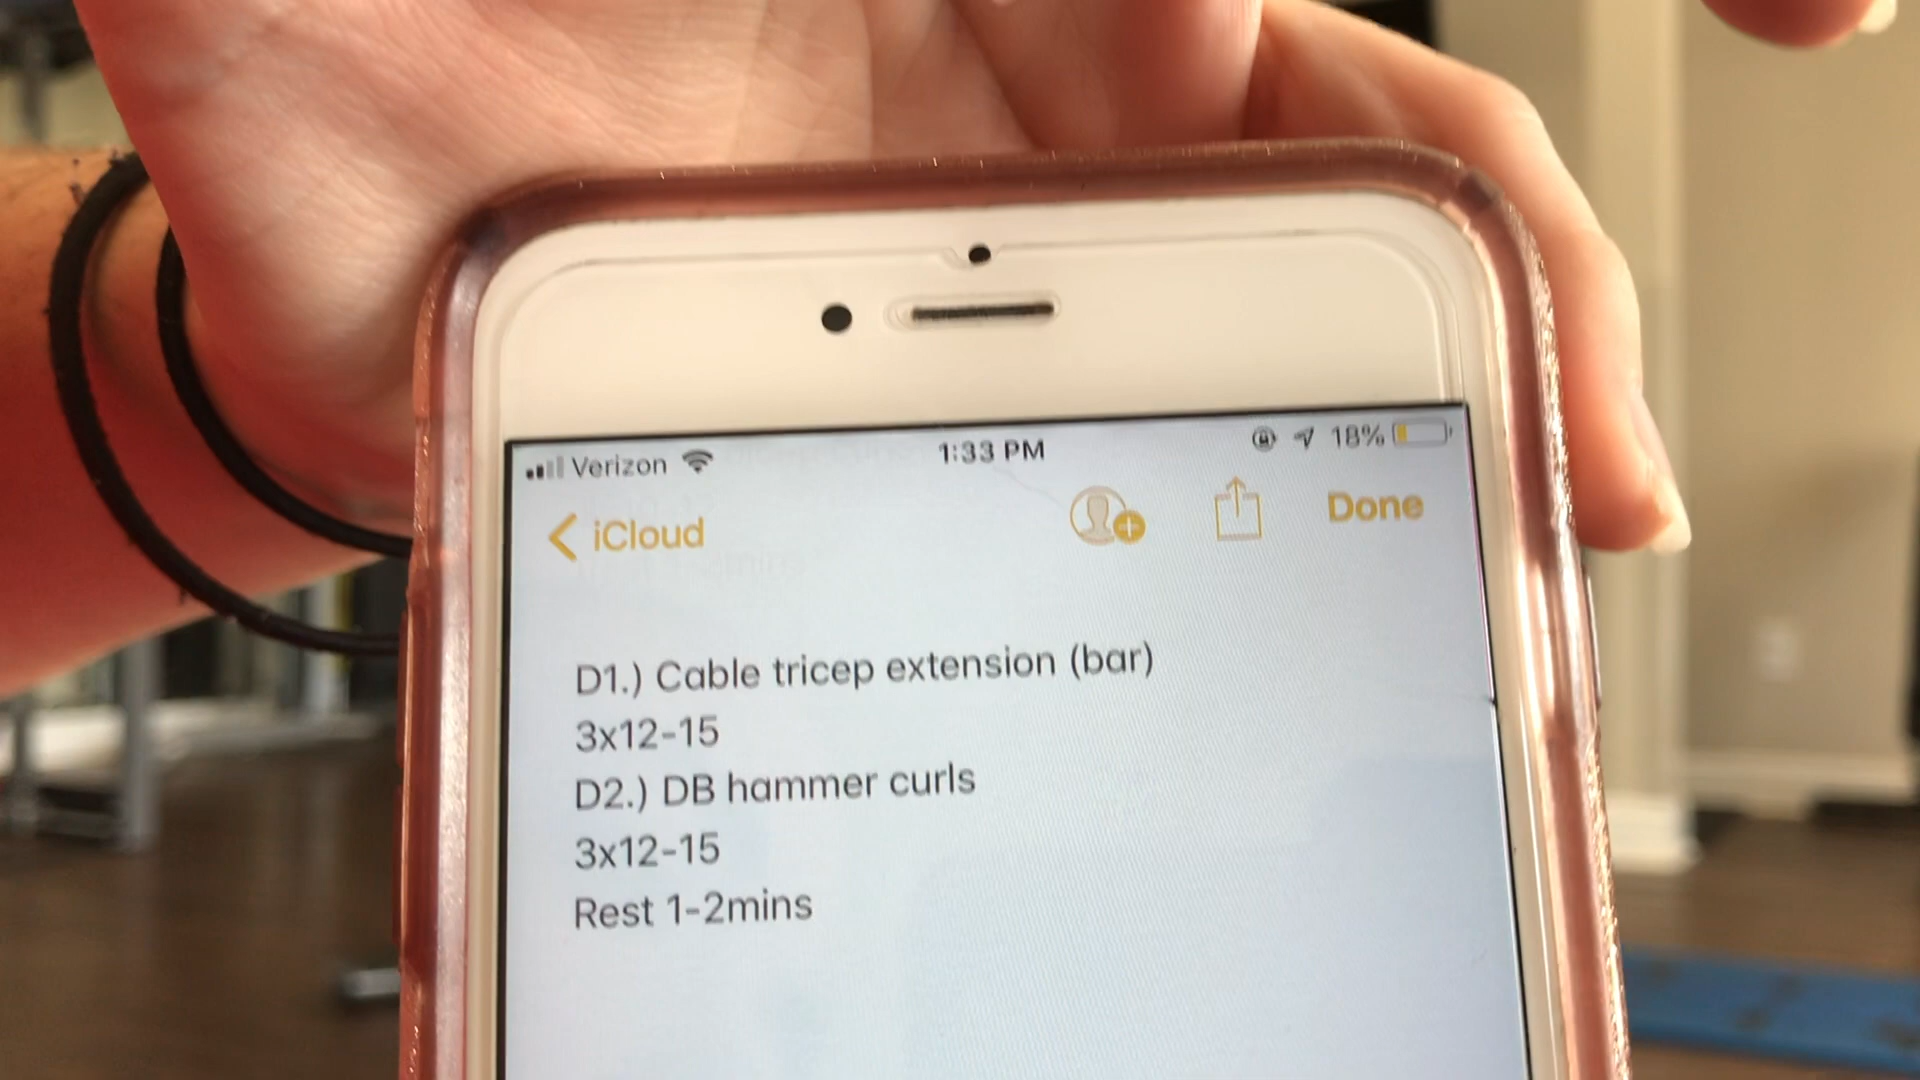 Verizon 1:33 PM 18%
iCloud Done
D1.) Cable tricep extension (bar)
3x12-15
D2.) DB hammer curls
3x12-15
Rest 1-2mins